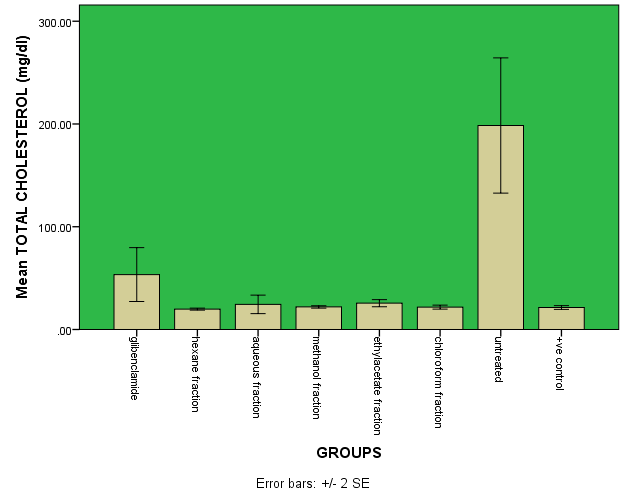 Mean TOTAL CHOLESTEROL (mg/dl)
300.00
200.00
100.00
.00
glibenclamide
hexane fraction
aqueous fraction
methanol fraction
ethylacetate fraction
chloroform fraction
untreated
+ve control
GROUPS
Error bars: +/- 2 SE